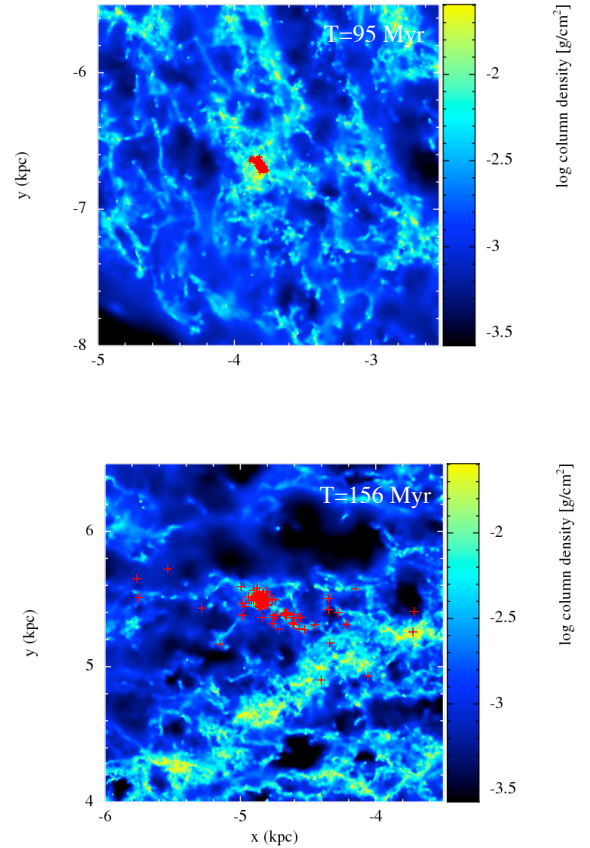 T=95 Myr
-6
-7
-8
y (kpc)
-5
-4
-3
-2
-2.5
-3
-3.5
log column density [g/cm²]
T=156 Myr
6
5
4
y (kpc)
-6
-5
-4
x (kpc)
-2
-2.5
-3
-3.5
log column density [g/cm²]